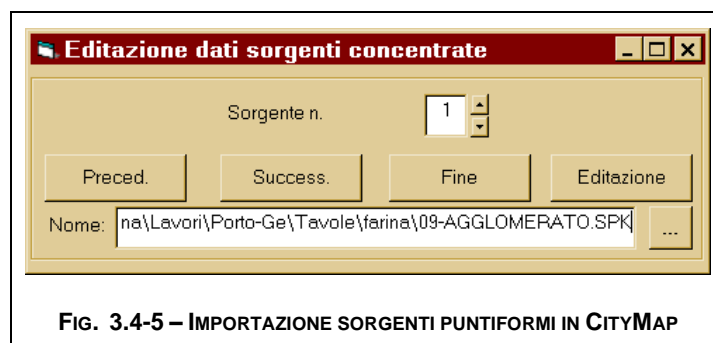 Editazione dati sorgenti concentrate
Sorgente n. 1
Preced. Success. Fine Editazione
Nome: na\Lavori\Porto-Ge\Tavole\farina\09-AGGLOMERATO.SPK ...
FIG. 3.4-5 – IMPORTAZIONE SORGENTI PUNTIFORMI IN CITYMAP